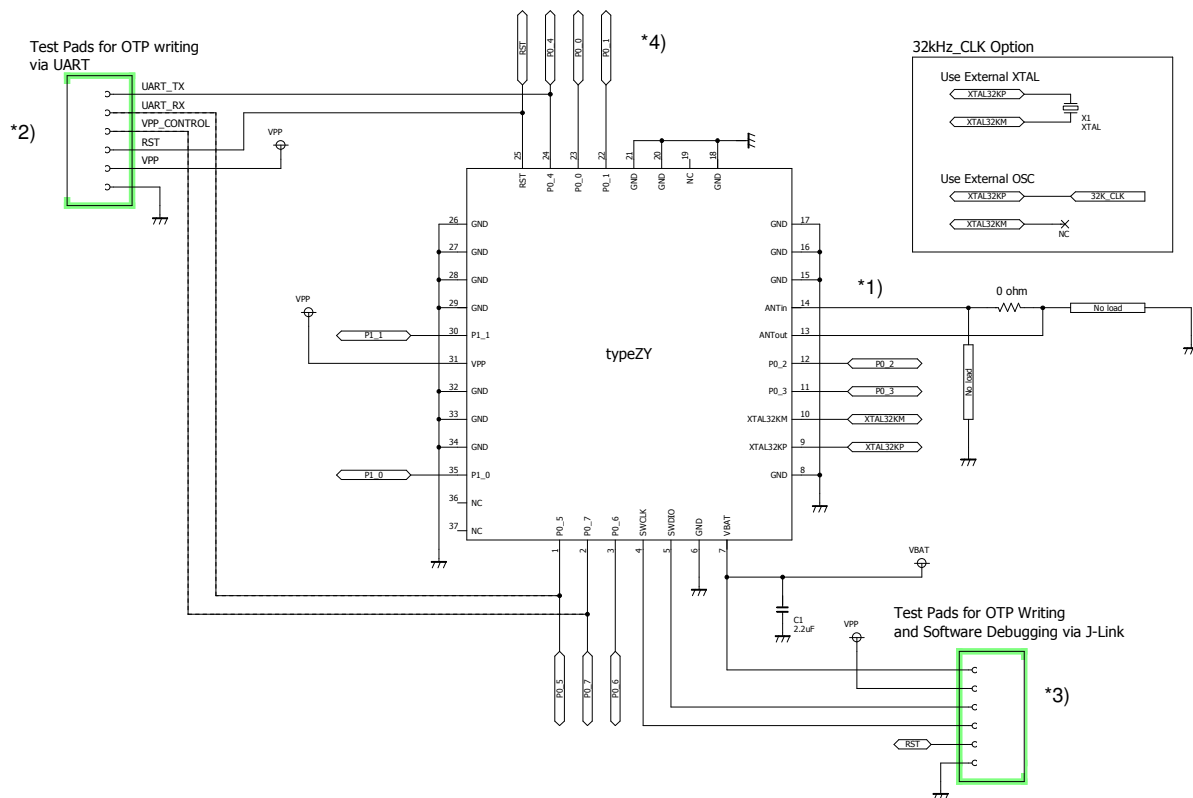 Test Pads for OTP writing
via UART
*2)
UART_TX
UART_RX
VPP_CONTROL
RST
VPP
VPP
RST
P0_4
P0_0
P0_1
*4)
32kHz_CLK Option
Use External XTAL
XTAL32KP
XTAL32KM
X1
XTAL
Use External OSC
XTAL32KP
32K_CLK
XTAL32KM
NC
25
24
23
22
21
20
19
18
RST
P0_4
P0_0
P0_1
GND
GND
NC
GND
26 GND
27 GND
28 GND
29 GND
VPP
P1_1
30 P1_1
31 VPP
32 GND
33 GND
34 GND
P1_0
35 P1_0
36 NC
37 NC
typeZY
GND 17
GND 16
GND 15
*1)
ANTin 14
0 ohm
No load
ANTout 13
No load
P0_2 12
P0_2
P0_3 11
P0_3
XTAL32KM 10
XTAL32KM
XTAL32KP 9
XTAL32KP
GND 8
P0_5
P0_7
P0_6
SWCLK
SWDIO
GND
VBAT
1
2
3
4
5
6
7
VBAT
C1
2.2uF
P0_5
P0_7
P0_6
Test Pads for OTP Writing
and Software Debugging via J-Link
VPP
*3)
RST